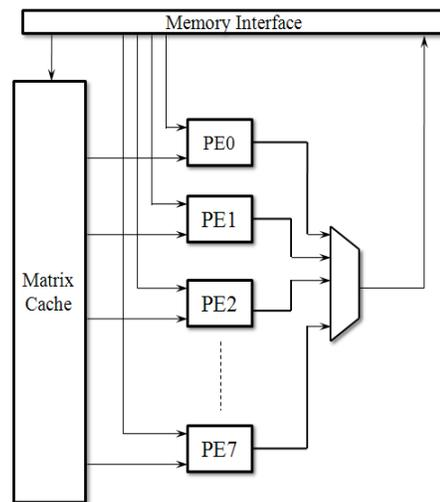 Memory Interface
PE0
PE1
Matrix
Cache
PE2
PE7